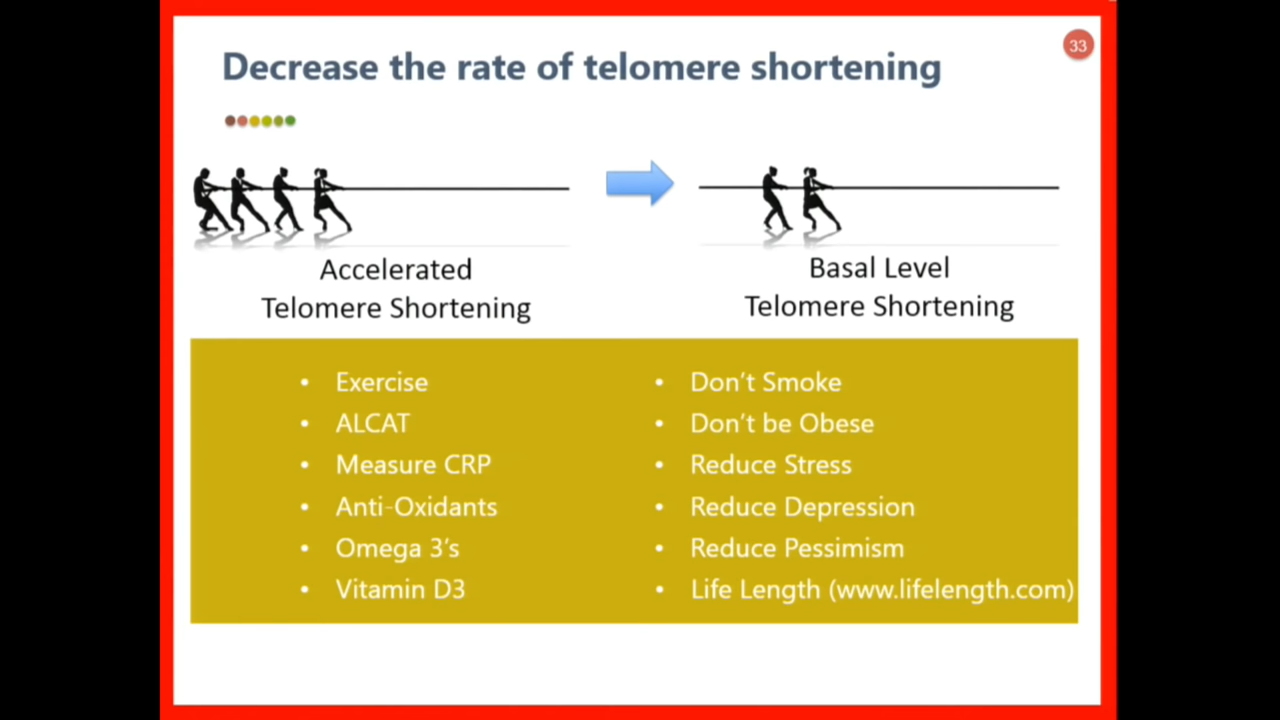 33
Decrease the rate of telomere shortening
Accelerated
Telomere Shortening
Basal Level
Telomere Shortening
• Exercise
• ALCAT
• Measure CRP
• Anti-Oxidants
• Omega 3's
• Vitamin D3
• Don't Smoke
• Don't be Obese
• Reduce Stress
• Reduce Depression
• Reduce Pessimism
• Life Length (www.lifelength.com)